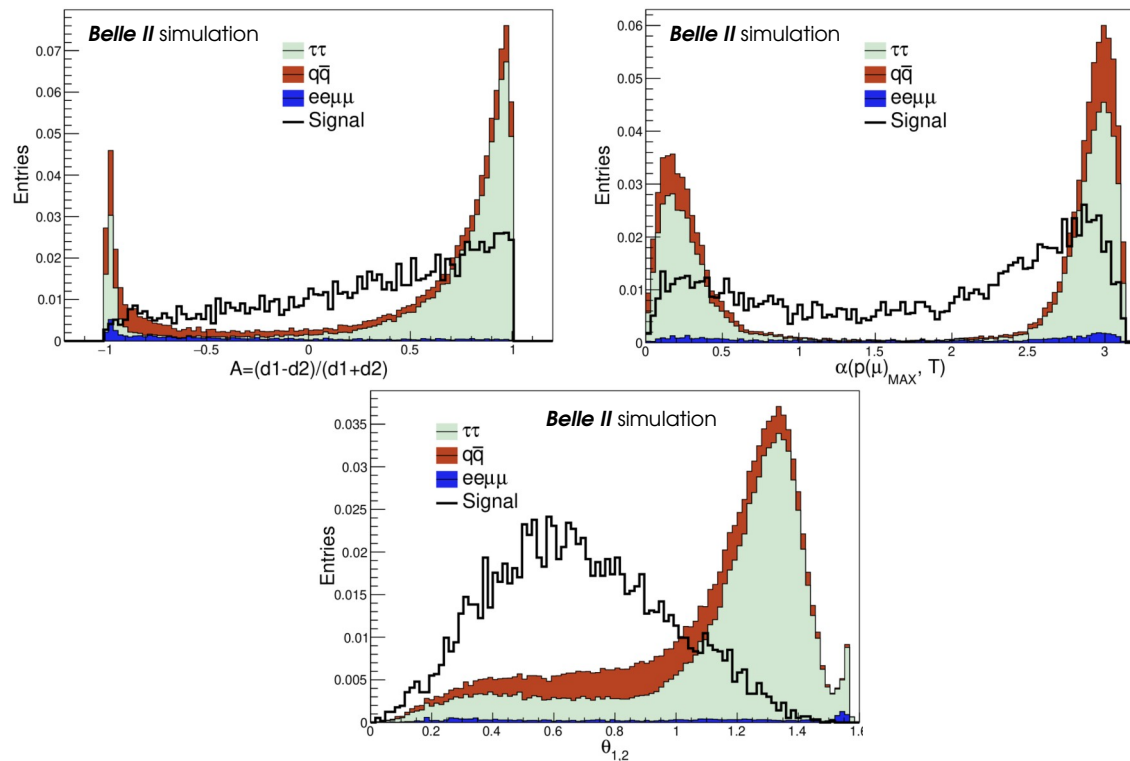 Belle II simulation
ττ
qq̅
eeμμ
Signal
Entries
0.07
0.06
0.05
0.04
0.03
0.02
0.01
0
−1
−0.5
0
0.5
1
A=(d1-d2)/(d1+d2)
Belle II simulation
ττ
qq̅
eeμμ
Signal
Entries
0.06
0.05
0.04
0.03
0.02
0.01
0
0
0.5
1
1.5
2
2.5
3
α(p(μ)MAX, T)
Belle II simulation
ττ
qq̅
eeμμ
Signal
Entries
0.035
0.03
0.025
0.02
0.015
0.01
0.005
0
0
0.2
0.4
0.6
0.8
1
1.2
1.4
1.6
θ1,2